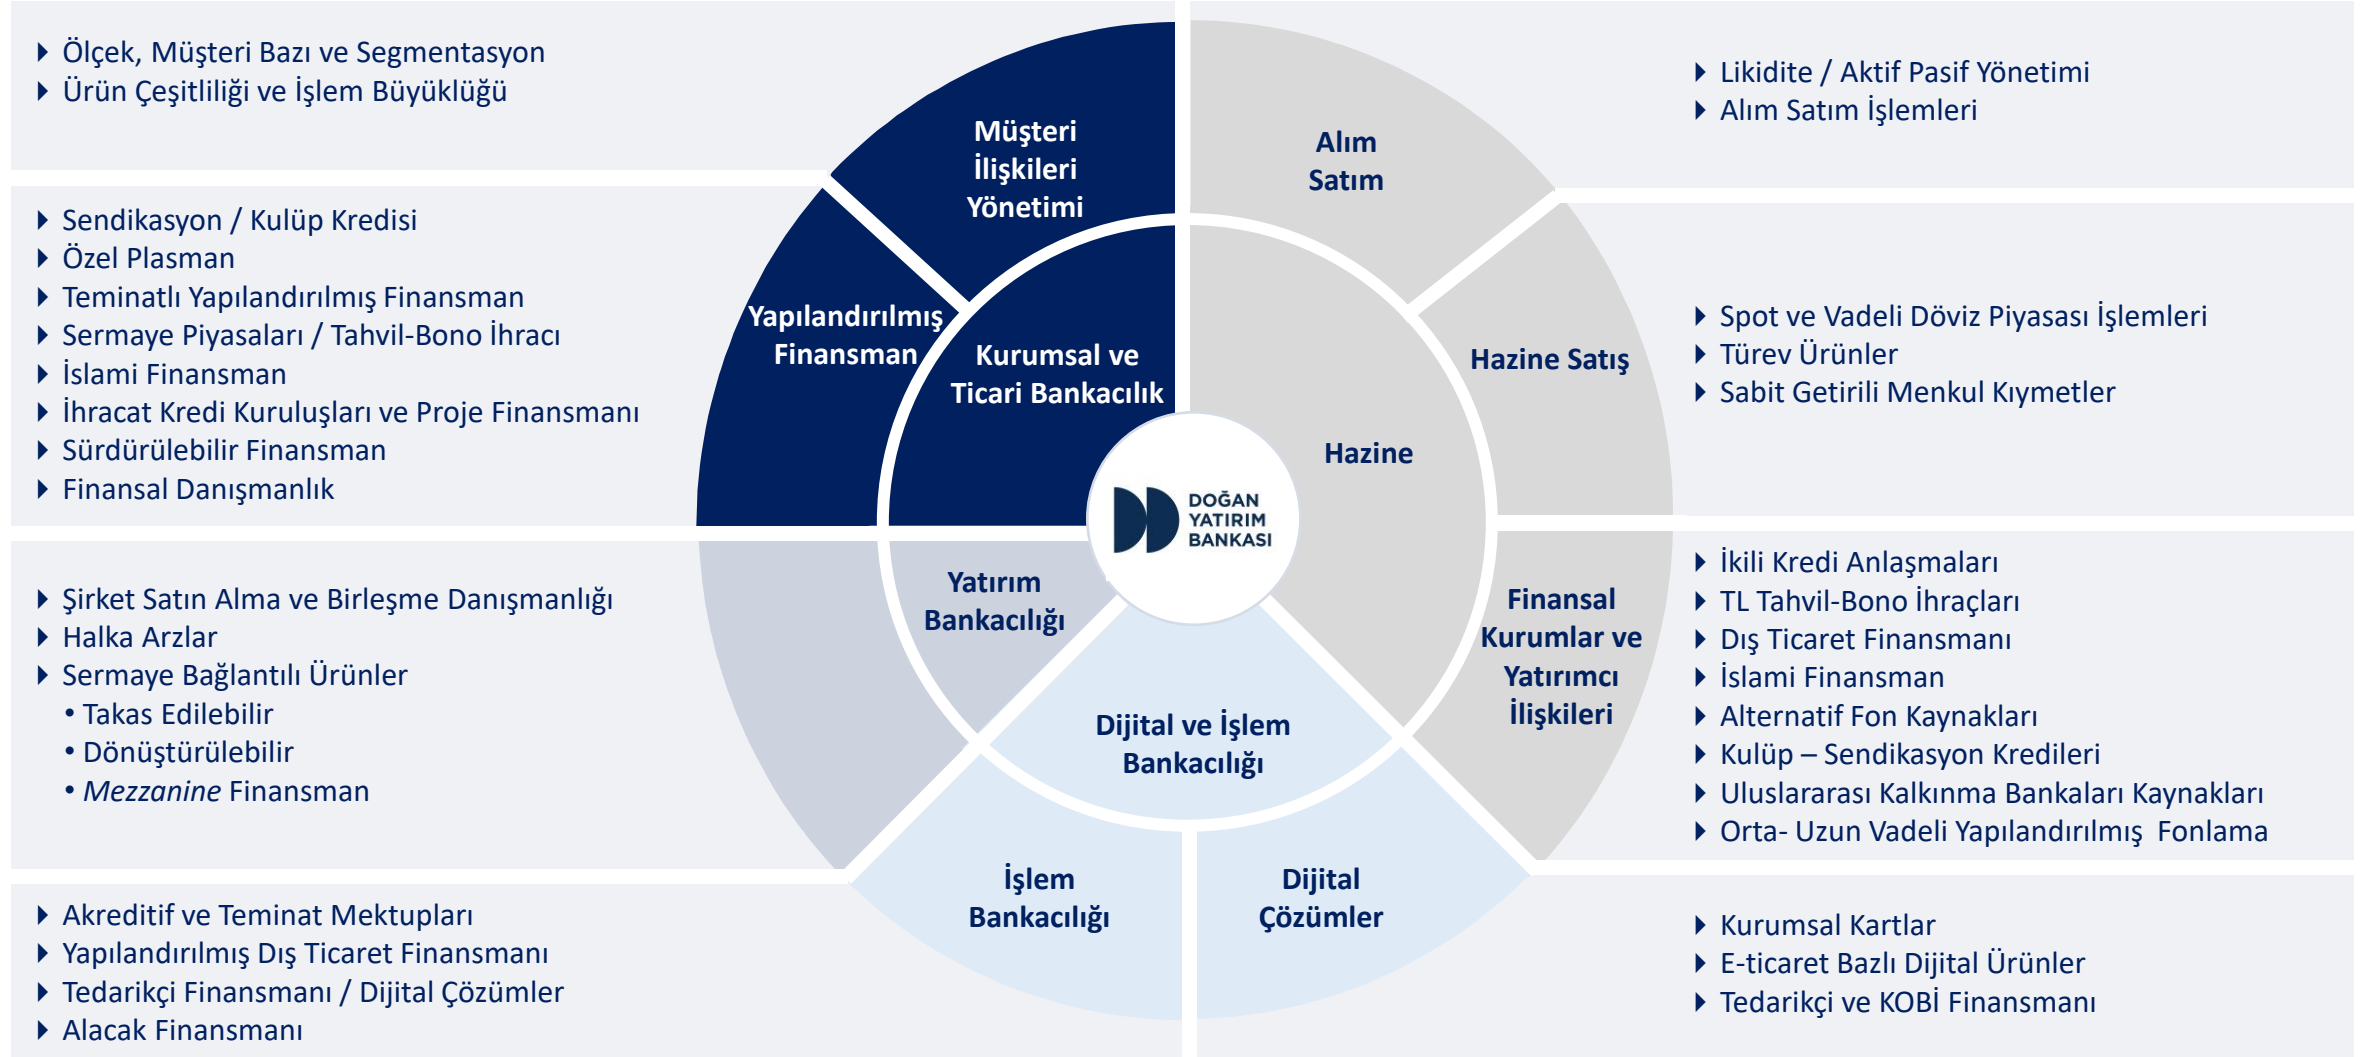 Ölçek, Müşteri Bazı ve Segmentasyon
Ürün Çeşitliliği ve İşlem Büyüklüğü
Sendikasyon / Kulüp Kredisi
Özel Plasman
Teminatlı Yapılandırılmış Finansman
Sermaye Piyasaları / Tahvil-Bono İhracı
İslami Finansman
İhracat Kredi Kuruluşları ve Proje Finansmanı
Sürdürülebilir Finansman
Finansal Danışmanlık
Şirket Satın Alma ve Birleşme Danışmanlığı
Halka Arzlar
Sermaye Bağlantılı Ürünler
• Takas Edilebilir
• Dönüştürülebilir
• Mezzanine Finansman
Akreditif ve Teminat Mektupları
Yapılandırılmış Dış Ticaret Finansmanı
Tedarikçi Finansmanı / Dijital Çözümler
Alacak Finansmanı
Müşteri
İlişkileri
Yönetimi
Yapılandırılmış
Finansman
Kurumsal ve
Ticari Bankacılık
Yatırım
Bankacılığı
DOĞAN
YATIRIM
BANKASI
Dijital ve İşlem
Bankacılığı
İşlem
Bankacılığı
Dijital
Çözümler
Hazine
Alım
Satım
Hazine Satış
Finansal
Kurumlar ve
Yatırımcı
İlişkileri
Likidite / Aktif Pasif Yönetimi
Alım Satım İşlemleri
Spot ve Vadeli Döviz Piyasası İşlemleri
Türev Ürünler
Sabit Getirili Menkul Kıymetler
İkili Kredi Anlaşmaları
TL Tahvil-Bono İhraçları
Dış Ticaret Finansmanı
İslami Finansman
Alternatif Fon Kaynakları
Kulüp – Sendikasyon Kredileri
Uluslararası Kalkınma Bankaları Kaynakları
Orta- Uzun Vadeli Yapılandırılmış  Fonlama
Kurumsal Kartlar
E-ticaret Bazlı Dijital Ürünler
Tedarikçi ve KOBİ Finansmanı